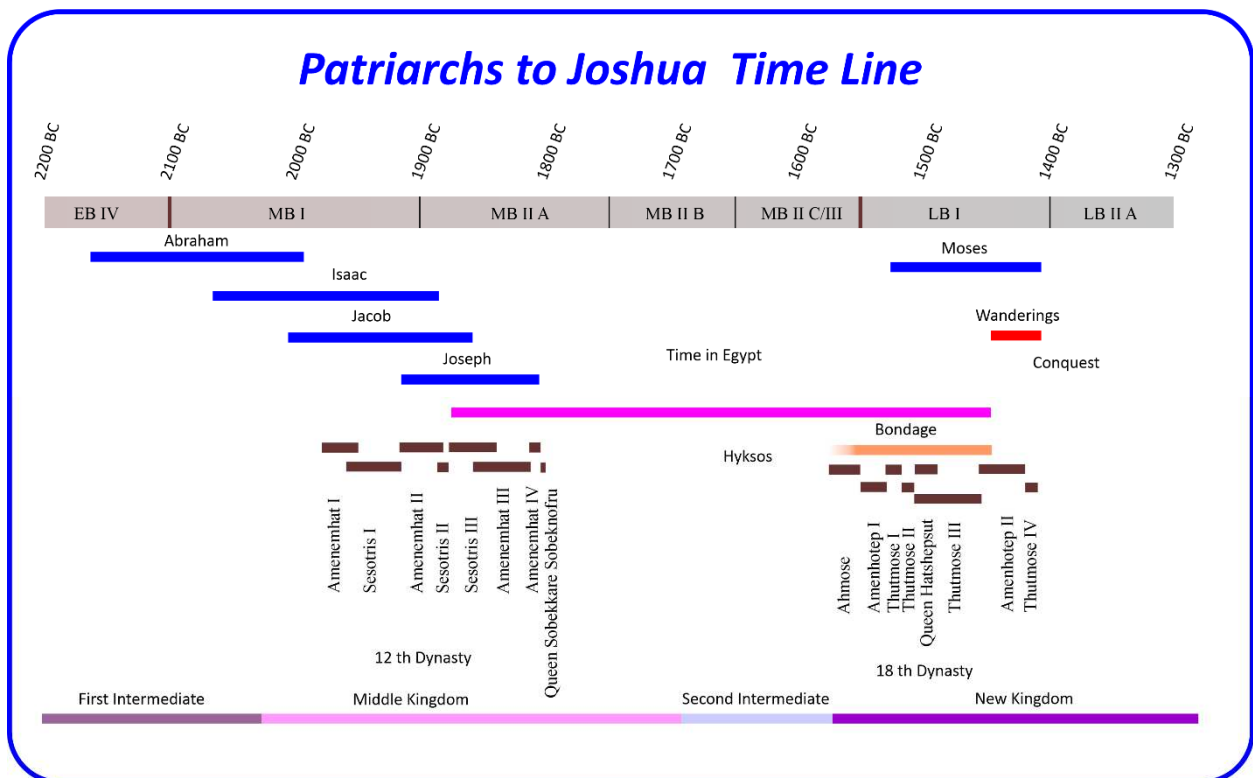 Patriarchs to Joshua Time Line
2200 BC
2100 BC
2000 BC
1900 BC
1800 BC
1700 BC
1600 BC
1500 BC
1400 BC
1300 BC
EB IV
MB I
MB II A
MB II B
MB II C/III
LB I
LB II A
Abraham
Moses
Isaac
Jacob
Wanderings
Joseph
Time in Egypt
Conquest
Bondage
Hyksos
Amenemhat I
Sesotris I
Amenemhat II
Sesotris II
Sesotris III
Amenemhat III
Amenemhat IV
Queen Sobekkare Sobeknofru
Ahmose
Amenhotep I
Thutmose I
Thutmose II
Queen Hatshepsut
Thutmose III
Amenhotep II
Thutmose IV
12 th Dynasty
18 th Dynasty
First Intermediate
Middle Kingdom
Second Intermediate
New Kingdom